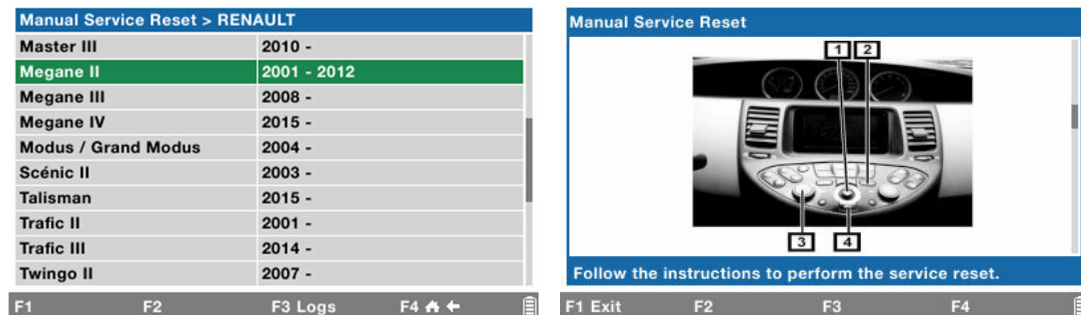 Manual Service Reset > RENAULT
Master III 2010 -
Megane II 2001 - 2012
Megane III 2008 -
Megane IV 2015 -
Modus / Grand Modus 2004 -
Scénic II 2003 -
Talisman 2015 -
Trafic II 2001 -
Trafic III 2014 -
Twingo II 2007 -
F1 F2 F3 Logs F4
Manual Service Reset
1 2
3 4
Follow the instructions to perform the service reset.
F1 Exit F2 F3 F4